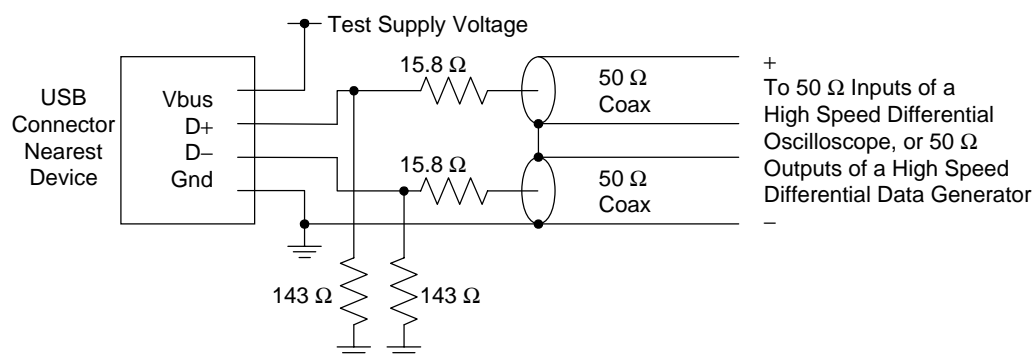 Test Supply Voltage
USB
Connector
Nearest
Device
Vbus
D+
D−
Gnd
15.8 Ω
50 Ω
Coax
15.8 Ω
50 Ω
Coax
143 Ω
143 Ω
+
To 50 Ω Inputs of a
High Speed Differential
Oscilloscope, or 50 Ω
Outputs of a High Speed
Differential Data Generator
−